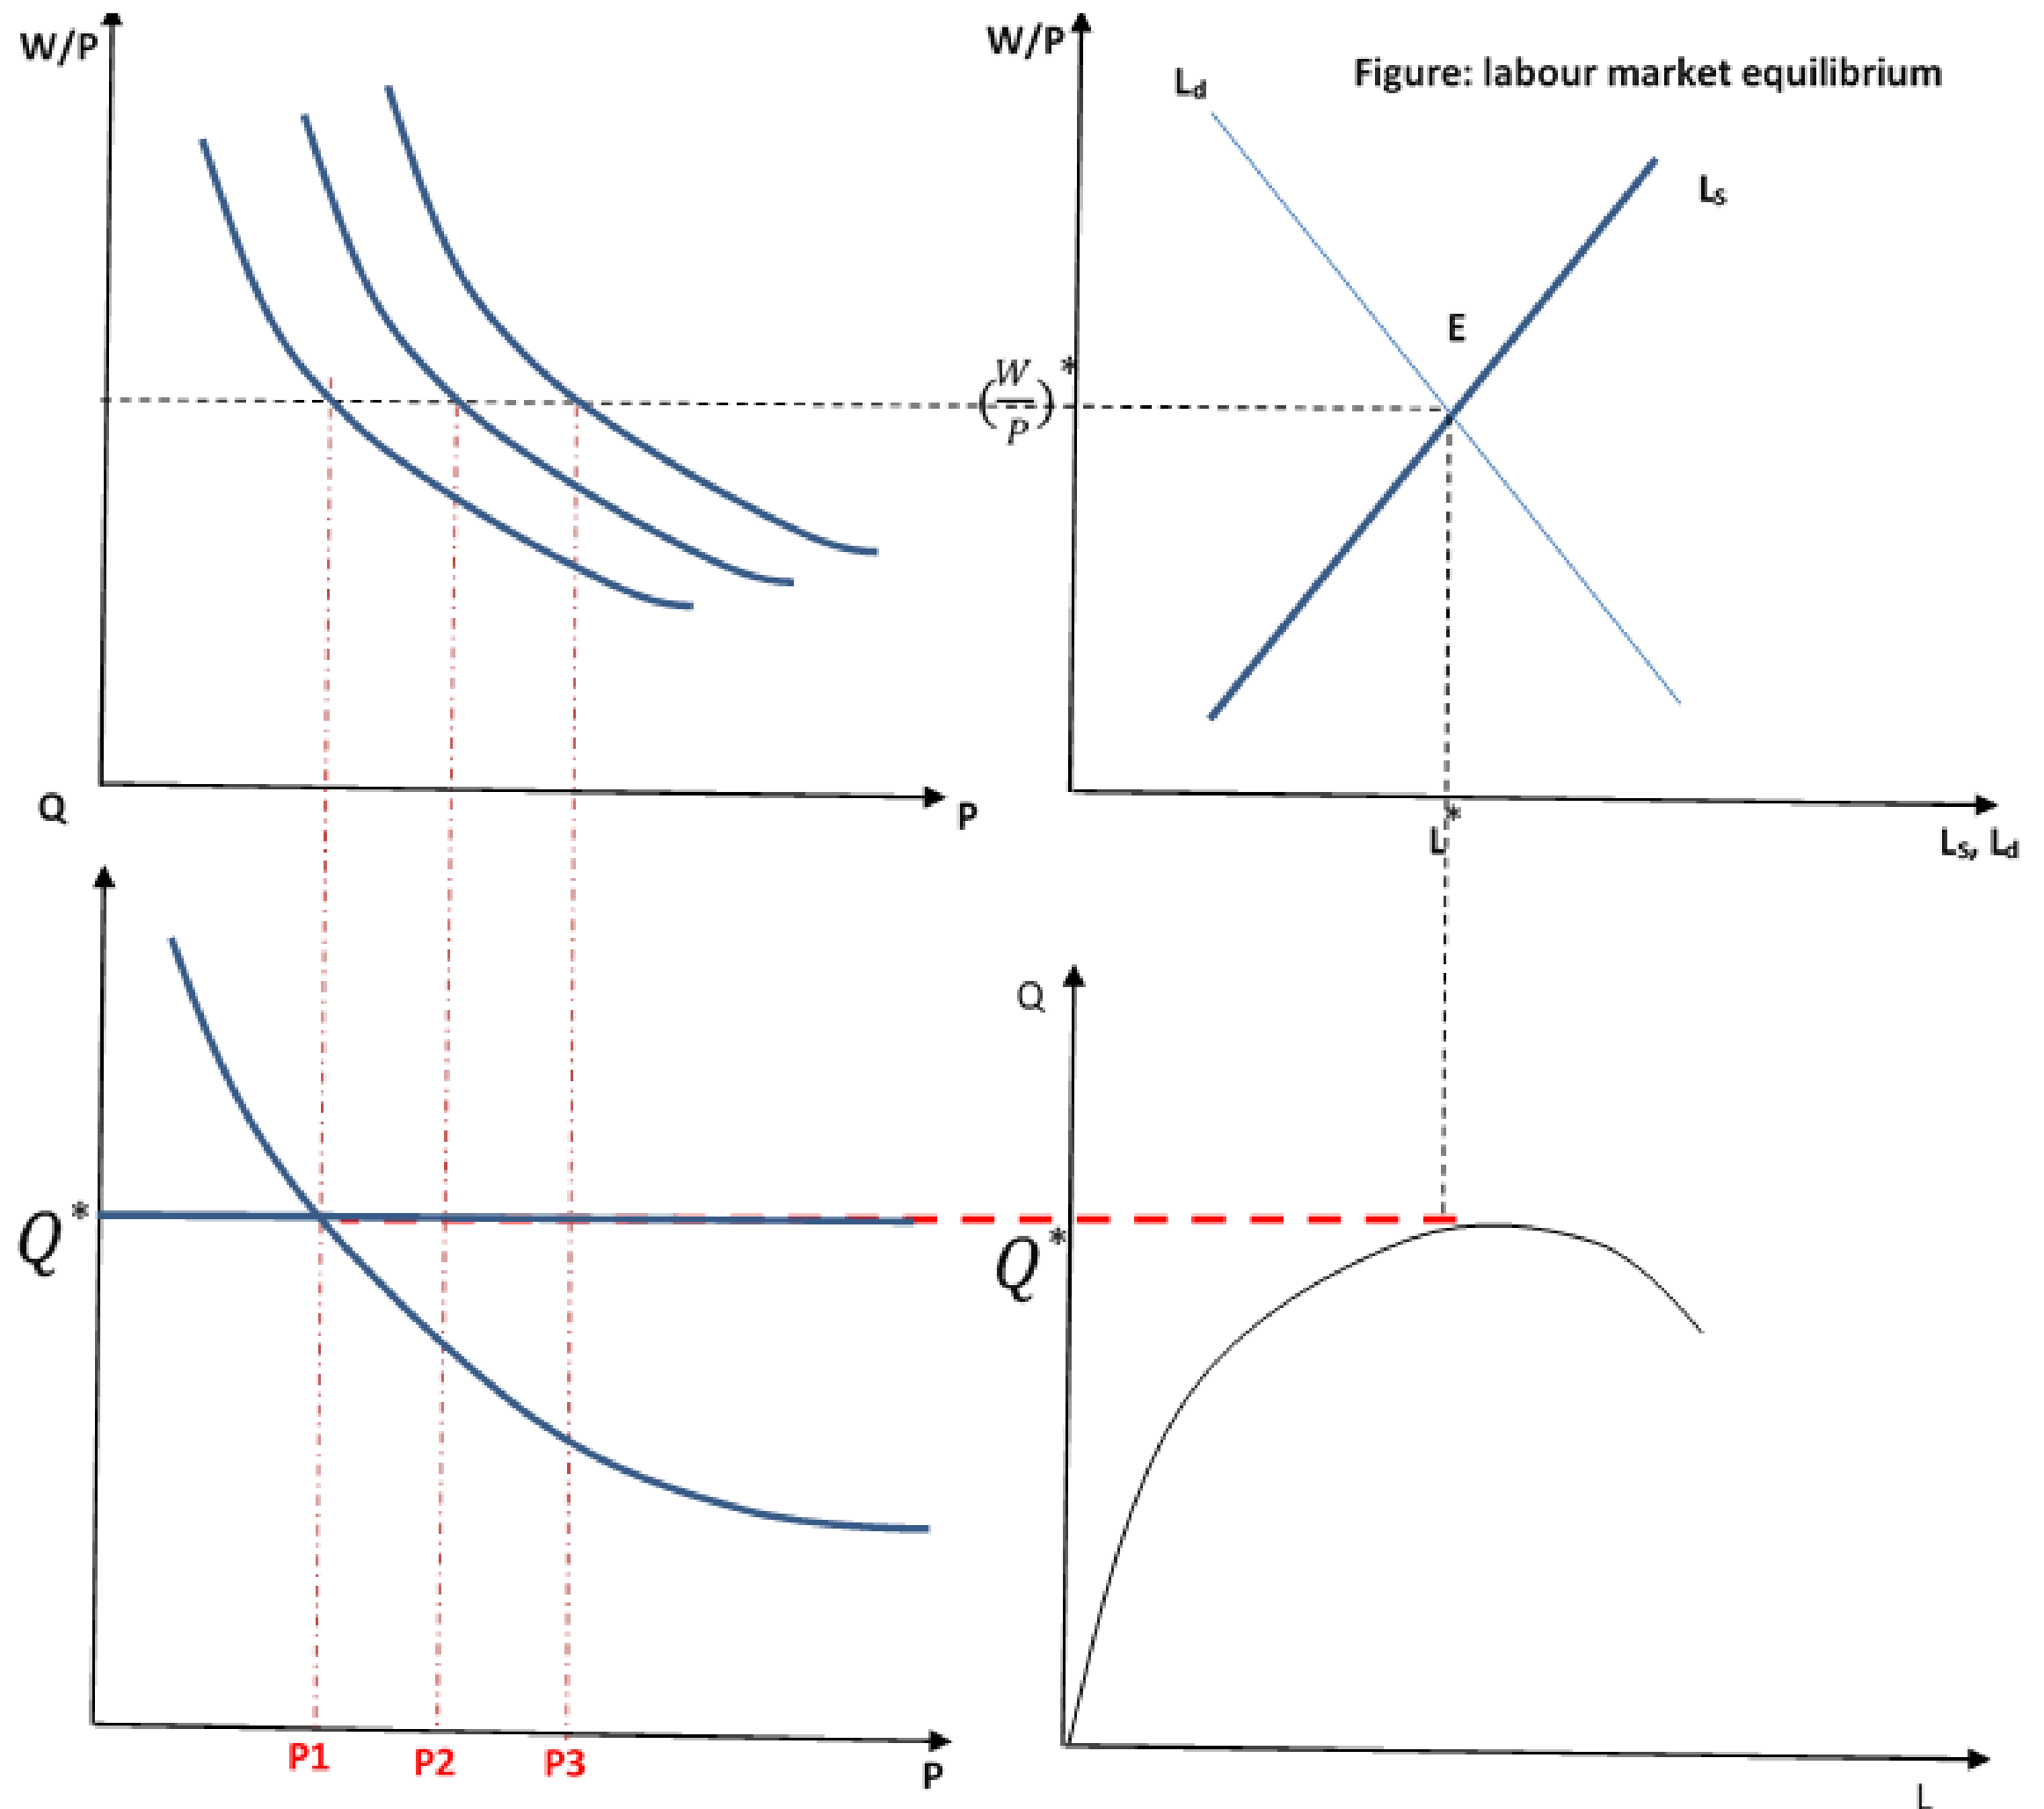 W/P
W/P
Figure: labour market equilibrium
Ld
LS
E
(W/P)*
Q
P
L*
LS, Ld
Q
Q*
Q*
P1
P2
P3
P
L